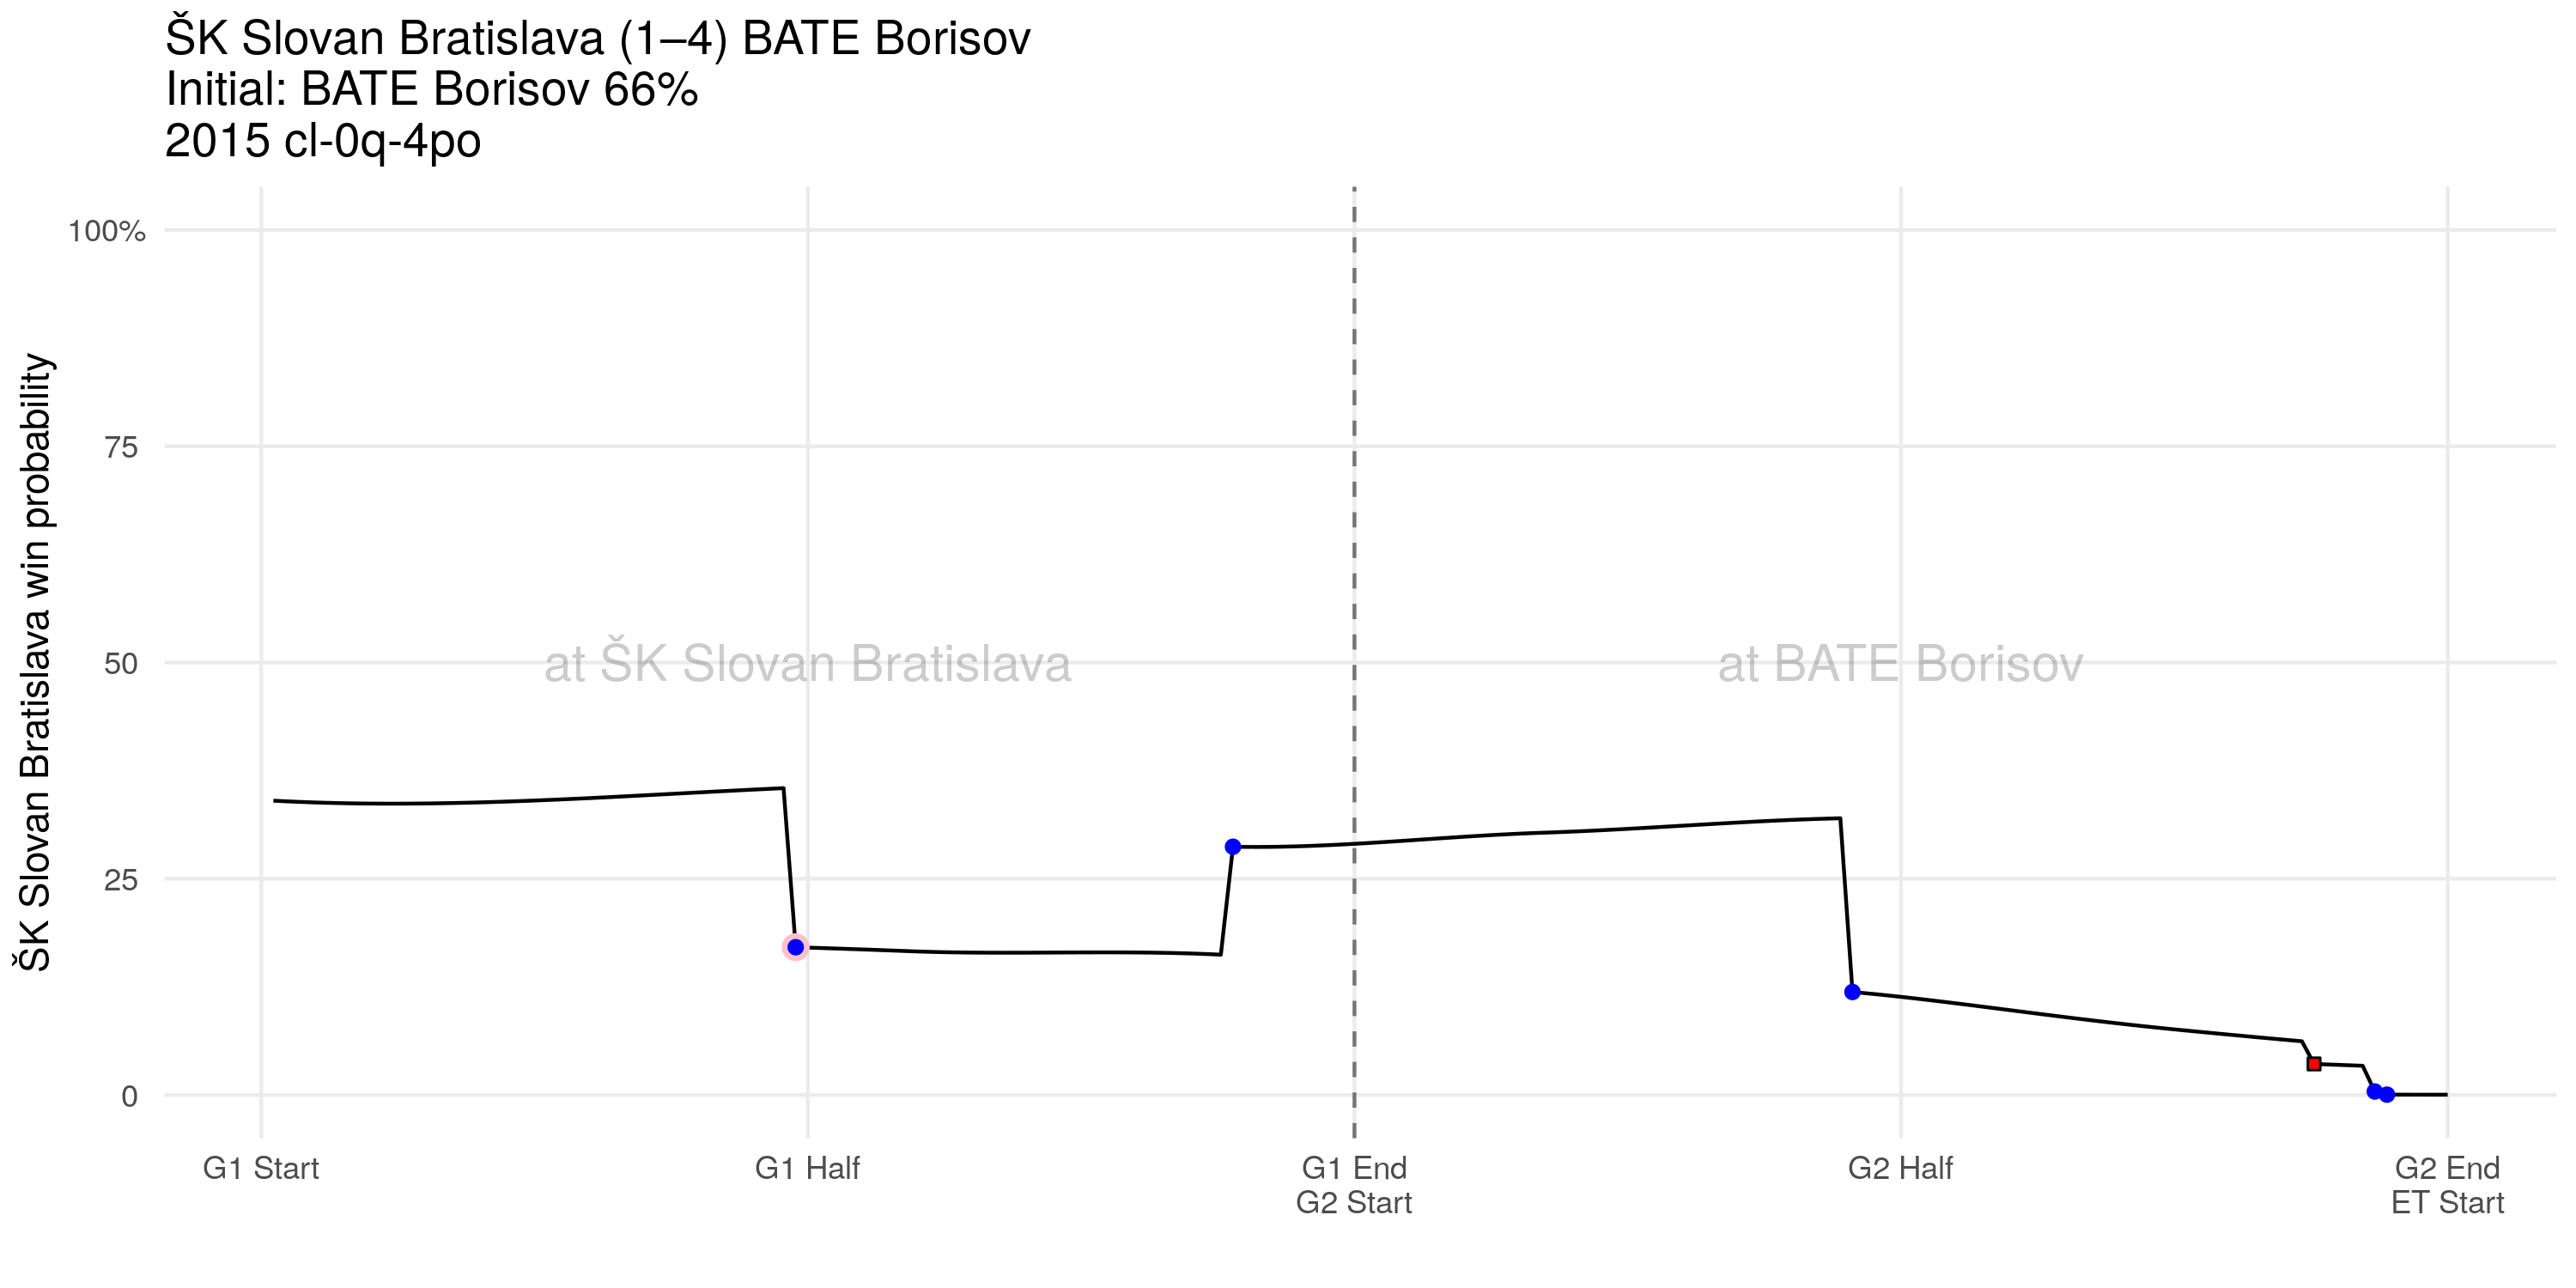 ŠK Slovan Bratislava (1–4) BATE Borisov
Initial: BATE Borisov 66%
2015 cl-0q-4po
ŠK Slovan Bratislava win probability
100%
75
50
25
0
at ŠK Slovan Bratislava
at BATE Borisov
G1 Start
G1 Half
G1 End
G2 Start
G2 Half
G2 End
ET Start